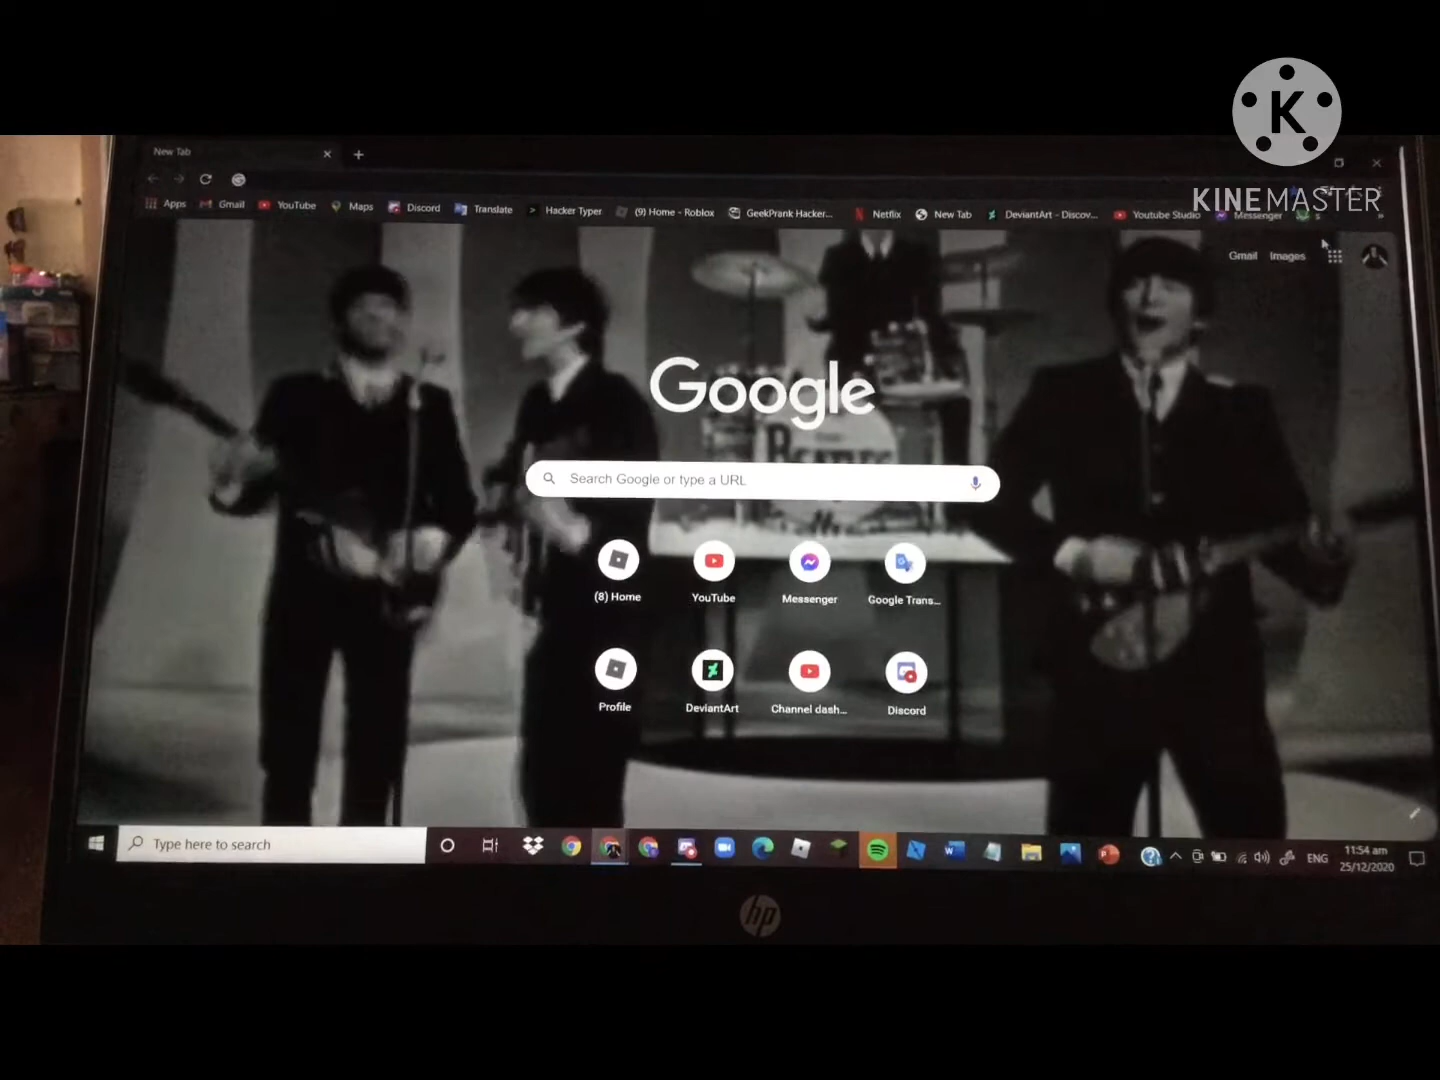 K
KINEMASTER
New Tab
Apps Gmail YouTube Maps Discord Translate Hacker Typer (9) Home - Roblox GeekPrank Hacker... Netflix New Tab DeviantArt - Discov... Youtube Studio Messenger s
Gmail Images
Google
BEATLES
Search Google or type a URL
(8) Home YouTube Messenger Google Trans...
Profile DeviantArt Channel dash... Discord
Type here to search
ENG
11:54 am
25/12/2020
hp